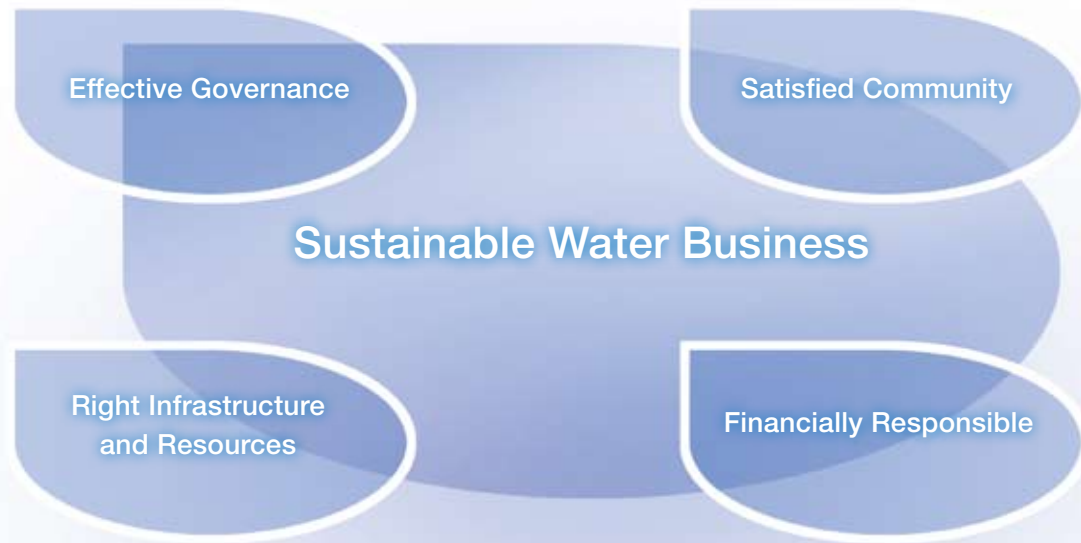 Effective Governance
Satisfied Community
Sustainable Water Business
Right Infrastructure
and Resources
Financially Responsible